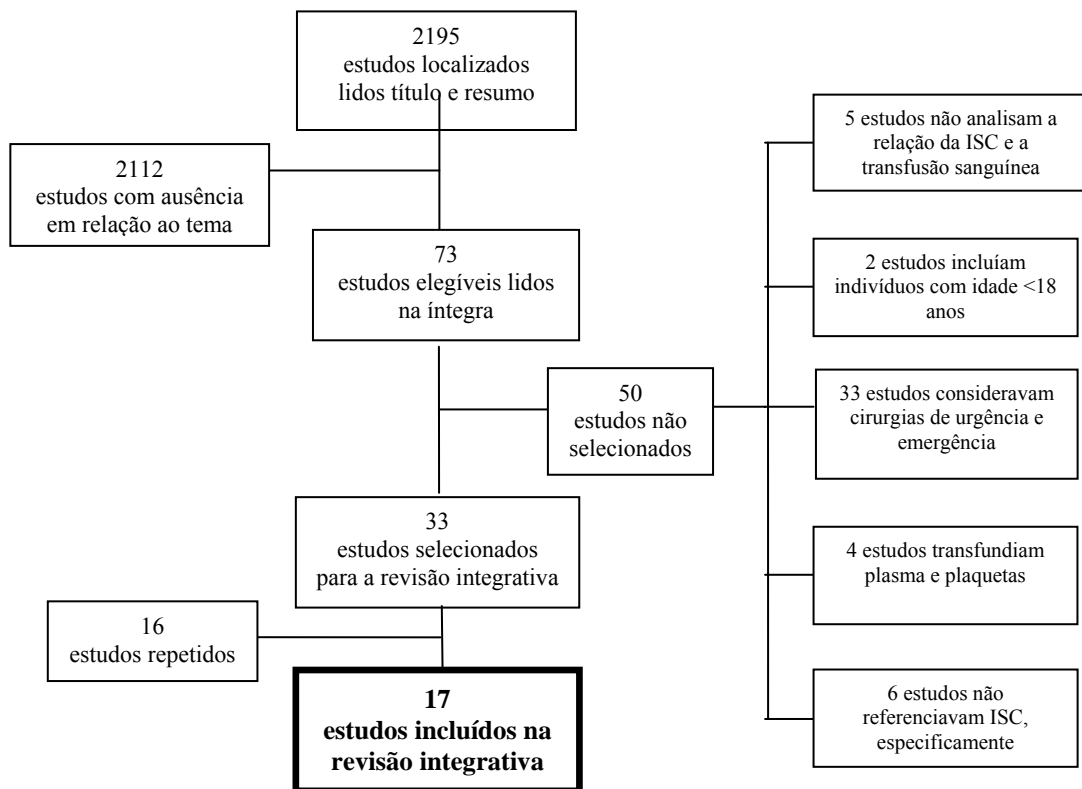 2195
estudos localizados
lidos título e resumo
2112
estudos com ausência
em relação ao tema
73
estudos elegíveis lidos
na íntegra
50
estudos não
selecionados
33
estudos selecionados
para a revisão integrativa
16
estudos repetidos
17
estudos incluídos na
revisão integrativa
5 estudos não analisam a
relação da ISC e a
transfusão sanguínea
2 estudos incluíam
indivíduos com idade <18
anos
33 estudos consideravam
cirurgias de urgência e
emergência
4 estudos transfundiam
plasma e plaquetas
6 estudos não
referenciavam ISC,
especificamente